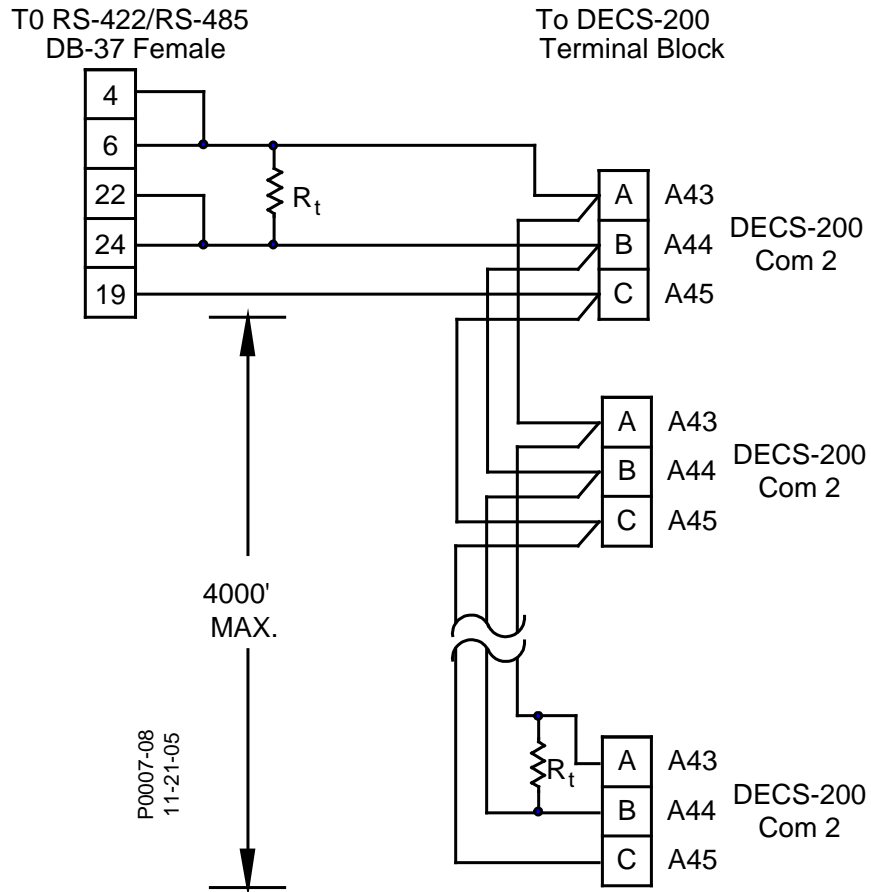 T0 RS-422/RS-485
DB-37 Female
To DECS-200
Terminal Block
4
6
22
24
19
Rt
A A43
B A44
C A45
DECS-200
Com 2
A A43
B A44
C A45
DECS-200
Com 2
4000'
MAX.
P0007-08
11-21-05
Rt
A A43
B A44
C A45
DECS-200
Com 2